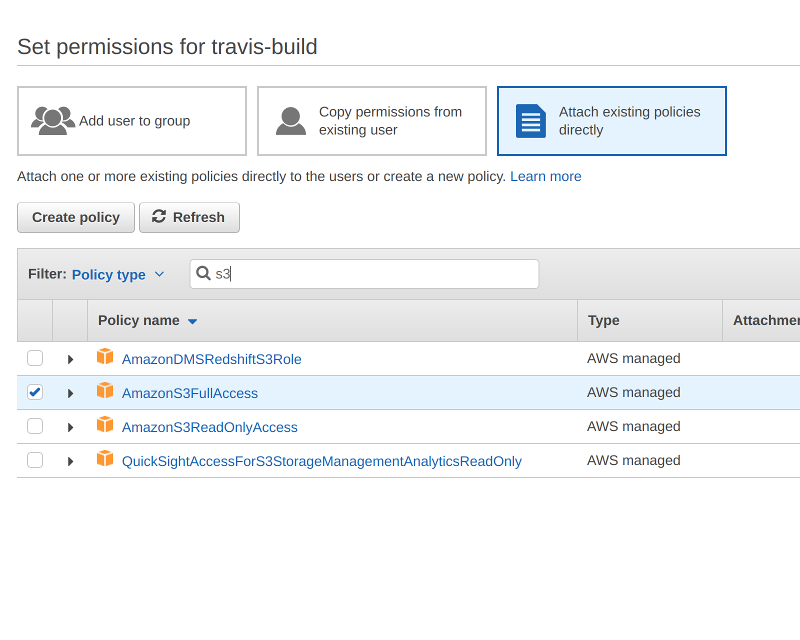 Set permissions for travis-build
Add user to group
Copy permissions from
existing user
Attach existing policies
directly
Attach one or more existing policies directly to the users or create a new policy. Learn more
Create policy
Refresh
Filter: Policy type
s3
Policy name
Type
Attachmen
AmazonDMSRedshiftS3Role
AWS managed
AmazonS3FullAccess
AWS managed
AmazonS3ReadOnlyAccess
AWS managed
QuickSightAccessForS3StorageManagementAnalyticsReadOnly
AWS managed